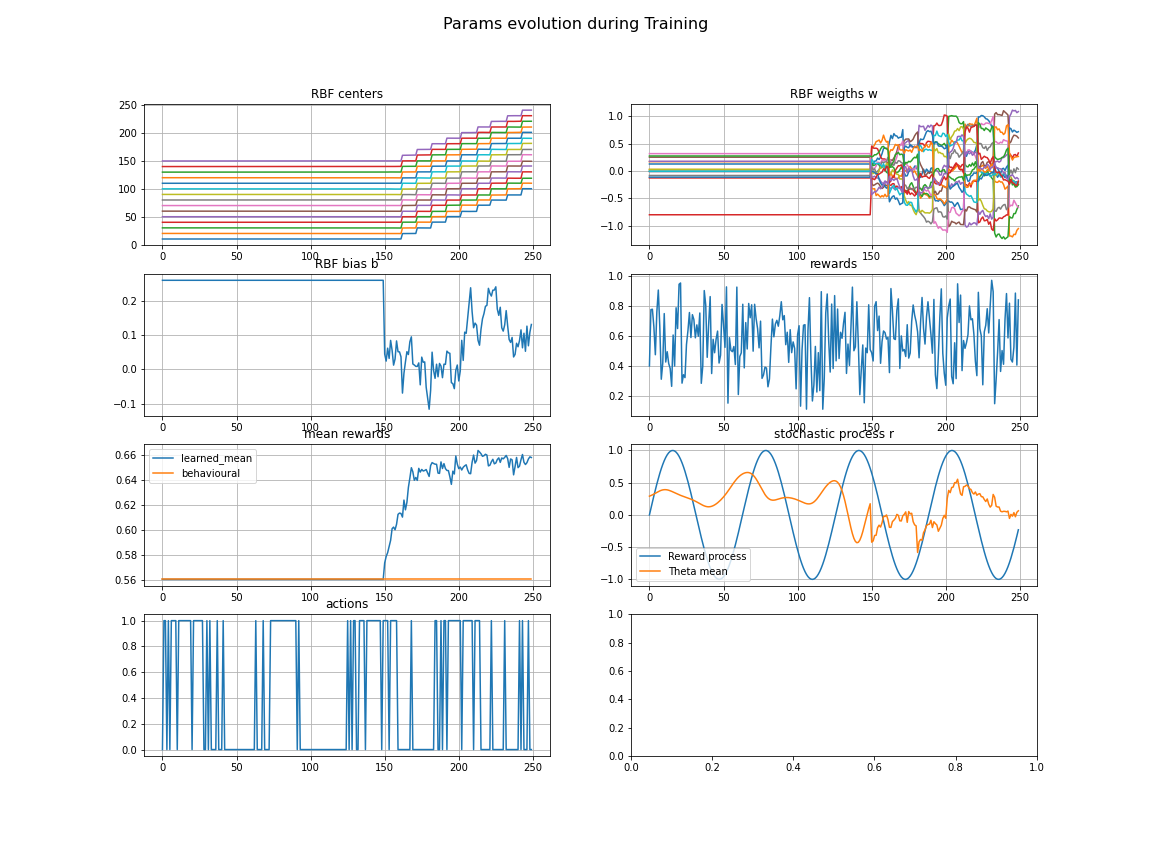 Params evolution during Training
RBF centers
250
200
150
100
50
0
0 50 100 150 200 250
RBF weigths w
1.0
0.5
0.0
−0.5
−1.0
0 50 100 150 200 250
RBF bias b
0.2
0.1
0.0
−0.1
0 50 100 150 200 250
rewards
1.0
0.8
0.6
0.4
0.2
0 50 100 150 200 250
mean rewards
learned_mean
behavioural
0.66
0.64
0.62
0.60
0.58
0.56
0 50 100 150 200 250
stochastic process r
1.0
0.5
0.0
−0.5
−1.0
Reward process
Theta mean
0 50 100 150 200 250
actions
1.0
0.8
0.6
0.4
0.2
0.0
0 50 100 150 200 250
1.0
0.8
0.6
0.4
0.2
0.0
0.0 0.2 0.4 0.6 0.8 1.0